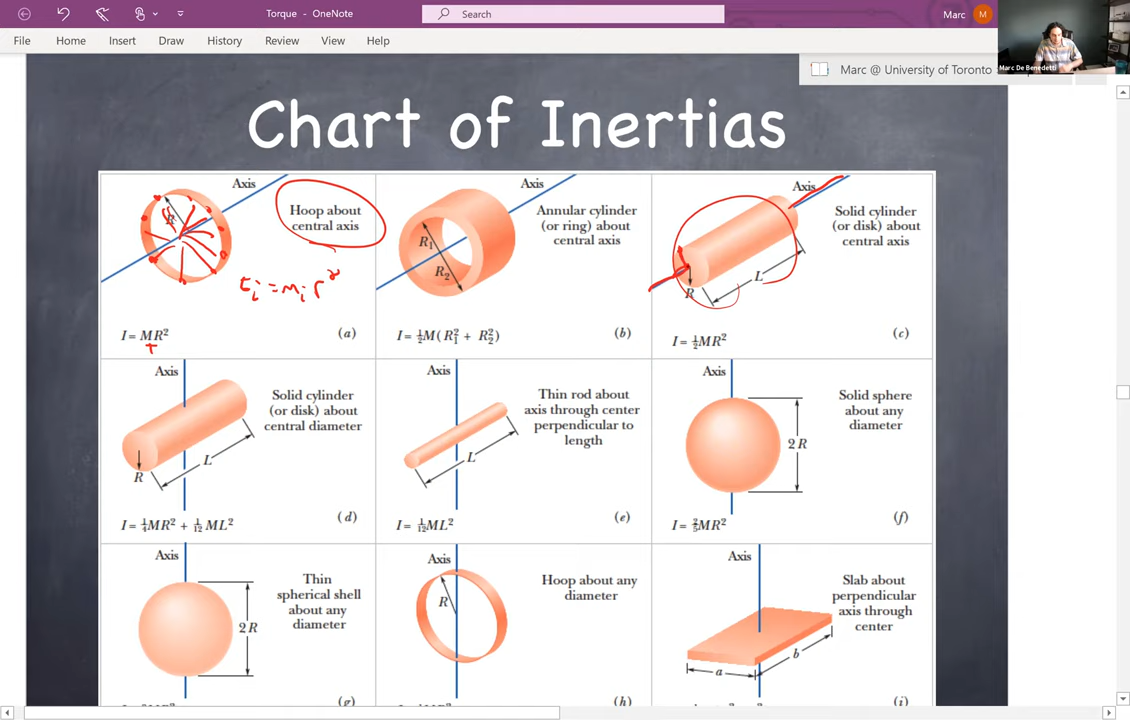 Torque - OneNote
Search
Marc
M
File Home Insert Draw History Review View Help
Marc De Benedetti
Marc @ University of Toronto
Chart of Inertias
Axis
Hoop about
central axis
R
I = MR²
(a)
Axis
Annular cylinder
(or ring) about
central axis
R₁
R₂
I = ½M(R₁² + R₂²)
(b)
Axis
Solid cylinder
(or disk) about
central axis
L
R
I = ½MR²
(c)
Axis
Solid cylinder
(or disk) about
central diameter
L
R
I = ¼MR² + 1/12 ML²
(d)
Axis
Thin rod about
axis through center
perpendicular to
length
L
I = 1/12 ML²
(e)
Axis
Solid sphere
about any
diameter
2R
I = ⅖MR²
(f)
Axis
Thin
spherical shell
about any
diameter
2R
(g)
Axis
Hoop about any
diameter
R
(h)
Axis
Slab about
perpendicular
axis through
center
b
a
(i)